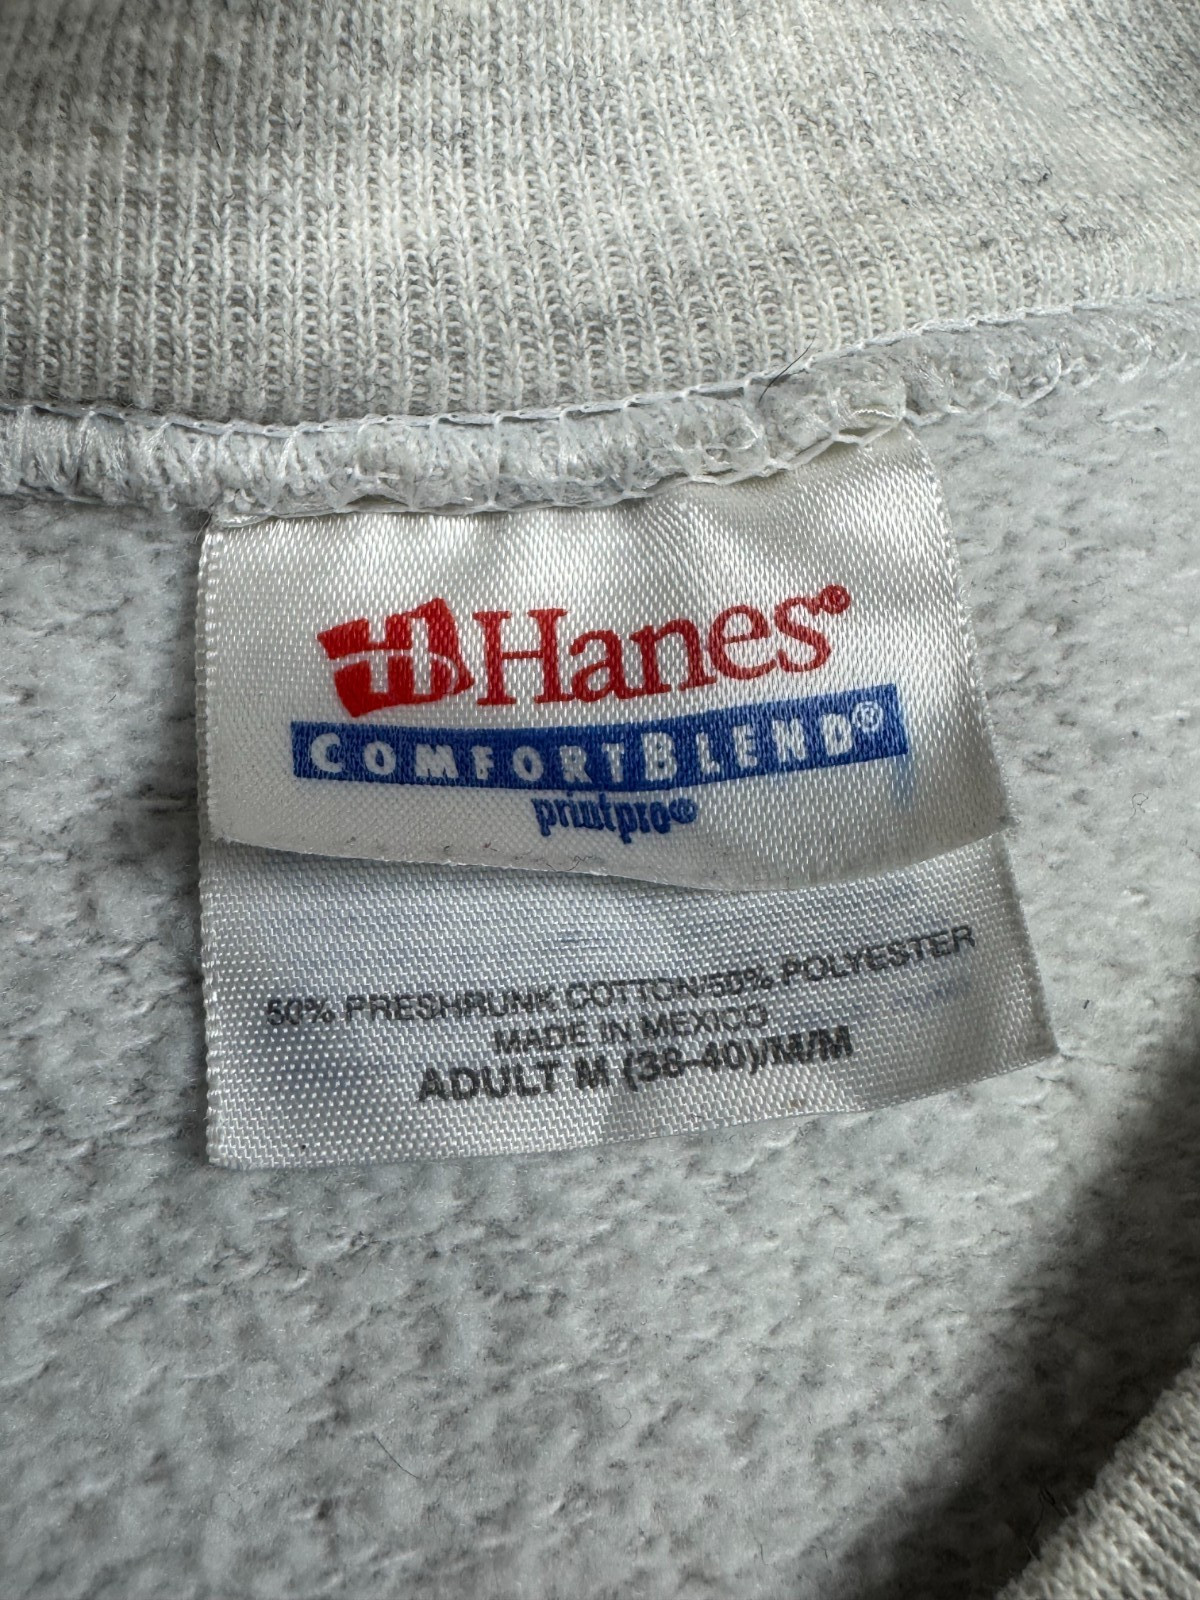 Hanes®
COMFORTBLEND®
printpro®
50% PRESHRUNK COTTON/50% POLYESTER
MADE IN MEXICO
ADULT M (38-40)/M/M